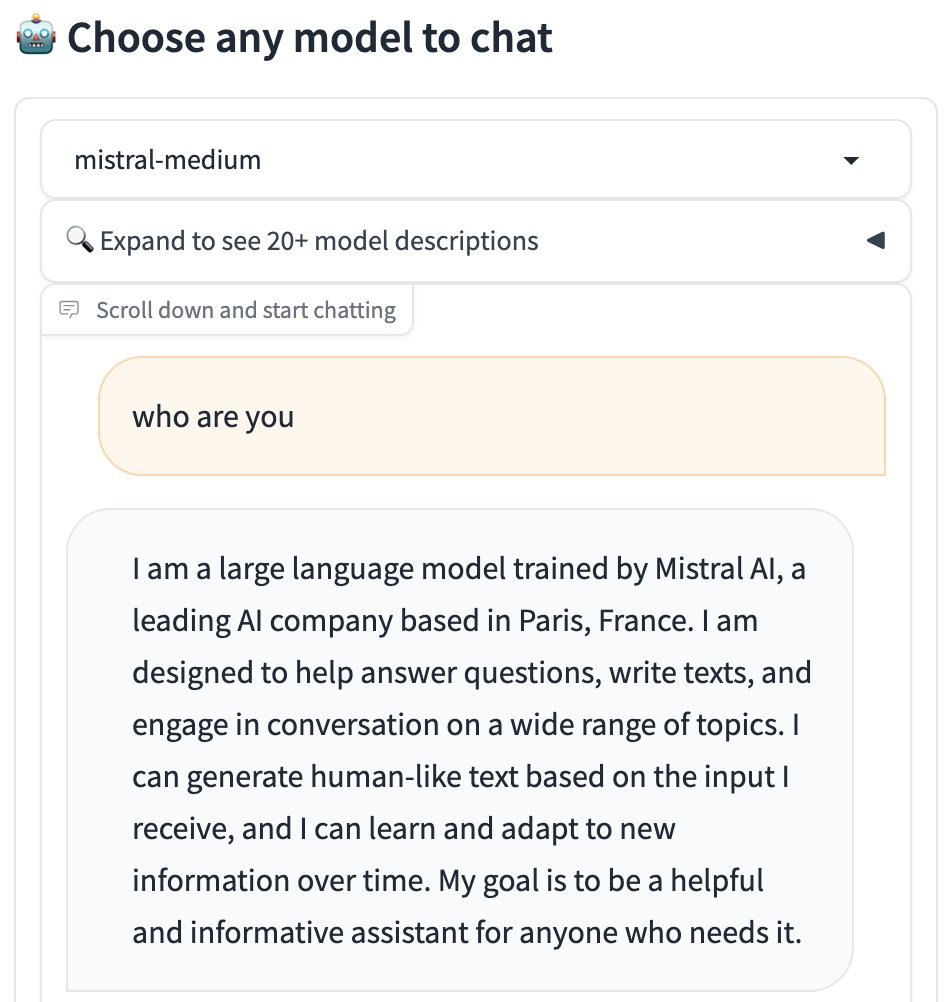 🤖 Choose any model to chat
mistral-medium
🔍 Expand to see 20+ model descriptions
Scroll down and start chatting
who are you
I am a large language model trained by Mistral AI, a
leading AI company based in Paris, France. I am
designed to help answer questions, write texts, and
engage in conversation on a wide range of topics. I
can generate human-like text based on the input I
receive, and I can learn and adapt to new
information over time. My goal is to be a helpful
and informative assistant for anyone who needs it.